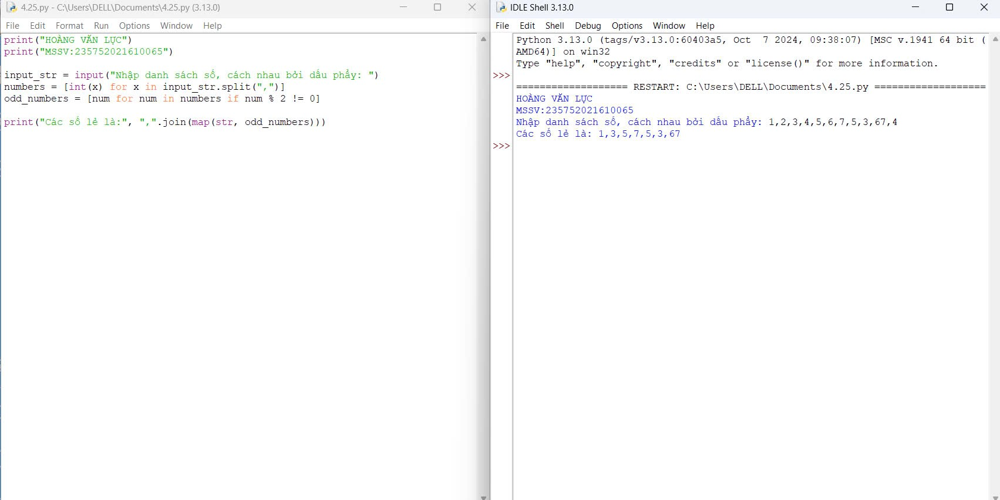 4.25.py - C:\Users\DELL\Documents\4.25.py (3.13.0)
File Edit Format Run Options Window Help
print("HOÀNG VĂN LỰC")
print("MSSV:235752021610065")
input_str = input("Nhập danh sách số, cách nhau bởi dấu phẩy: ")
numbers = [int(x) for x in input_str.split(",")]
odd_numbers = [num for num in numbers if num % 2 != 0]
print("Các số lẻ là:", ",".join(map(str, odd_numbers)))
IDLE Shell 3.13.0
File Edit Shell Debug Options Window Help
Python 3.13.0 (tags/v3.13.0:60403a5, Oct  7 2024, 09:38:07) [MSC v.1941 64 bit (
AMD64)] on win32
Type "help", "copyright", "credits" or "license()" for more information.
>>>
=================== RESTART: C:\Users\DELL\Documents\4.25.py ===================
HOÀNG VĂN LỰC
MSSV:235752021610065
Nhập danh sách số, cách nhau bởi dấu phẩy: 1,2,3,4,5,6,7,5,3,67,4
Các số lẻ là: 1,3,5,7,5,3,67
>>>